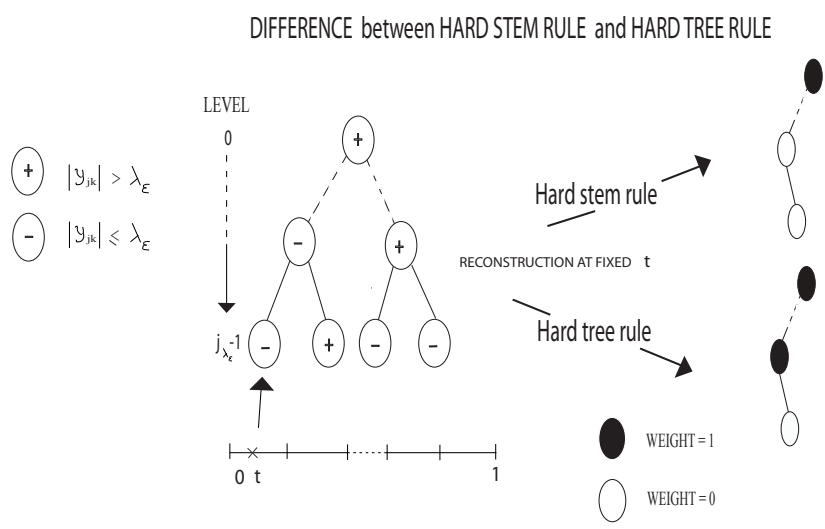 DIFFERENCE between HARD STEM RULE and HARD TREE RULE
LEVEL
0
+
+ |y_jk| > λ_ε
- |y_jk| ⩽ λ_ε
- +
Hard stem rule
RECONSTRUCTION AT FIXED t
Hard tree rule
j_λ_ε-1
- + - -
0 t 1
WEIGHT = 1
WEIGHT = 0